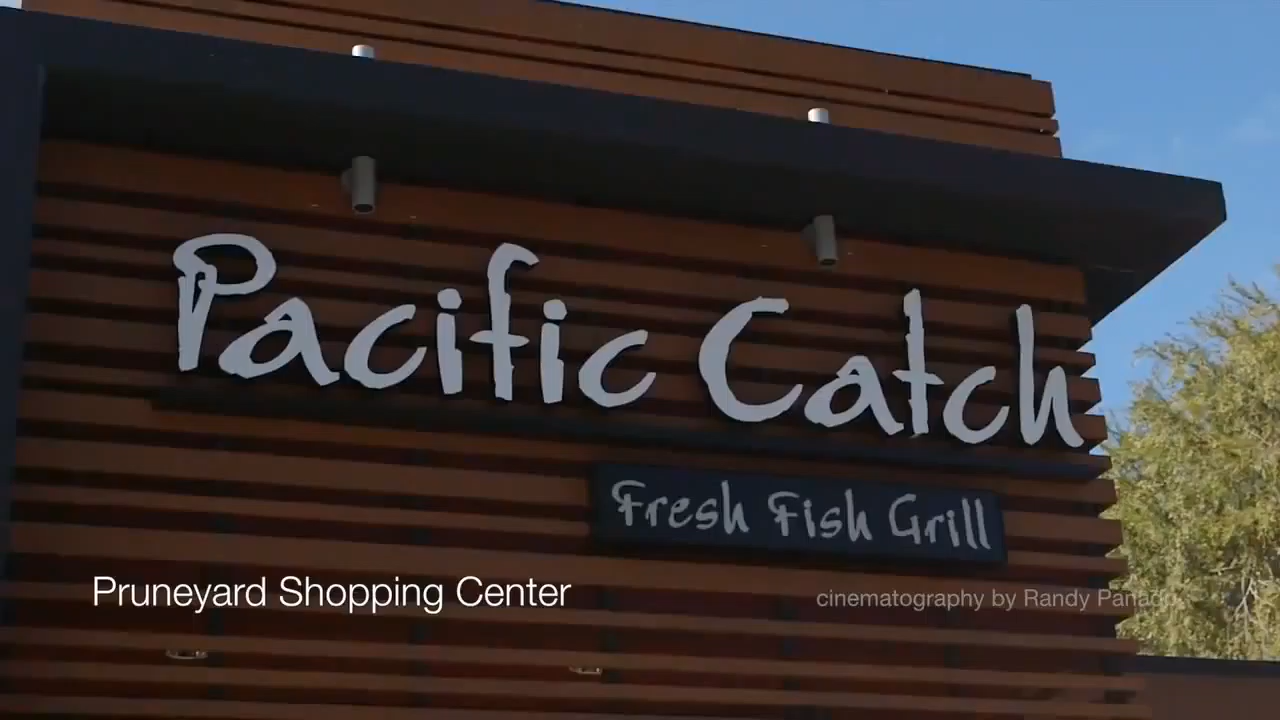 Pacific Catch
Fresh Fish Grill
Pruneyard Shopping Center
cinematography by Randy